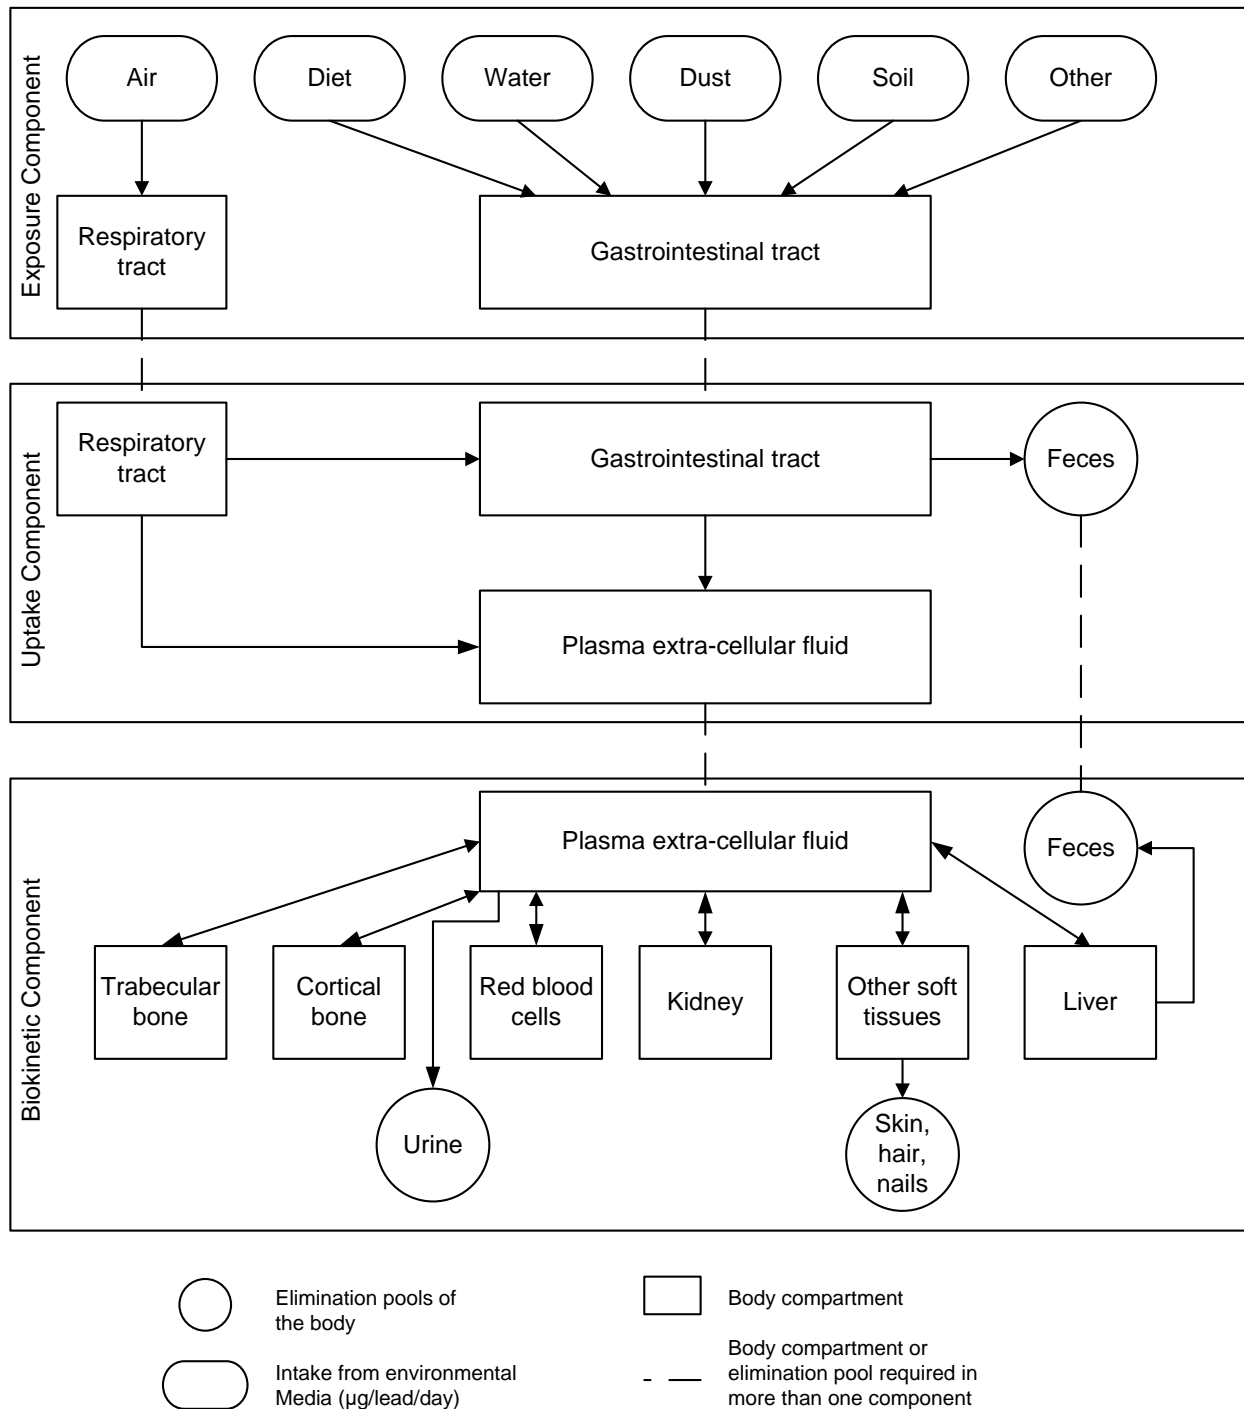 Exposure Component
Air
Diet
Water
Dust
Soil
Other
Respiratory
tract
Gastrointestinal tract
Uptake Component
Respiratory
tract
Gastrointestinal tract
Feces
Plasma extra-cellular fluid
Biokinetic Component
Plasma extra-cellular fluid
Feces
Trabecular
bone
Cortical
bone
Red blood
cells
Kidney
Other soft
tissues
Liver
Urine
Skin,
hair,
nails
Elimination pools of
the body
Body compartment
Intake from environmental
Media (µg/lead/day)
Body compartment or
elimination pool required in
more than one component